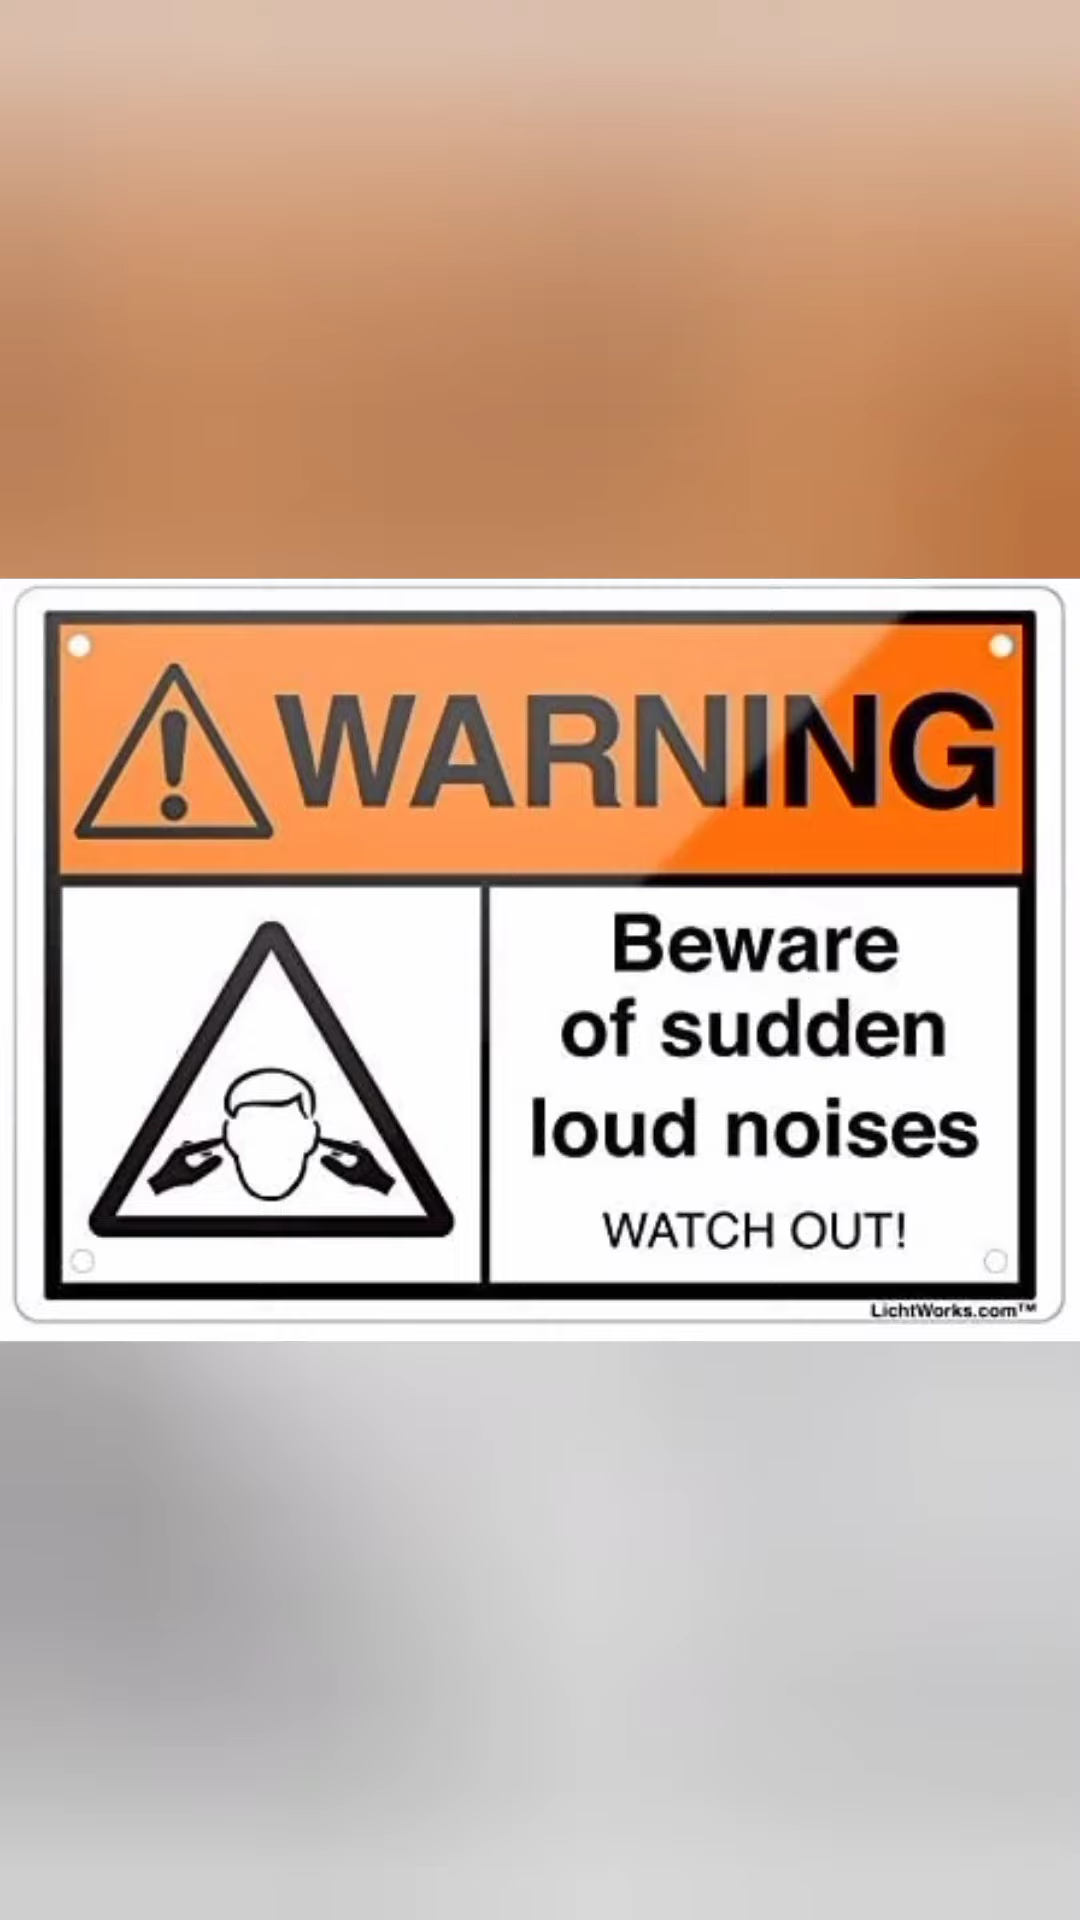 WARNING
Beware
of sudden
loud noises
WATCH OUT!
LichtWorks.com™